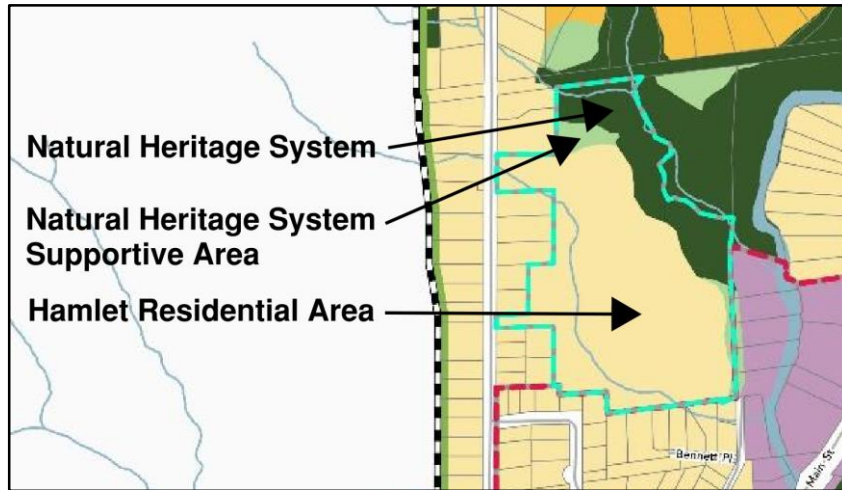 Natural Heritage System
Natural Heritage System
Supportive Area
Hamlet Residential Area
Bennett Pl
Main St